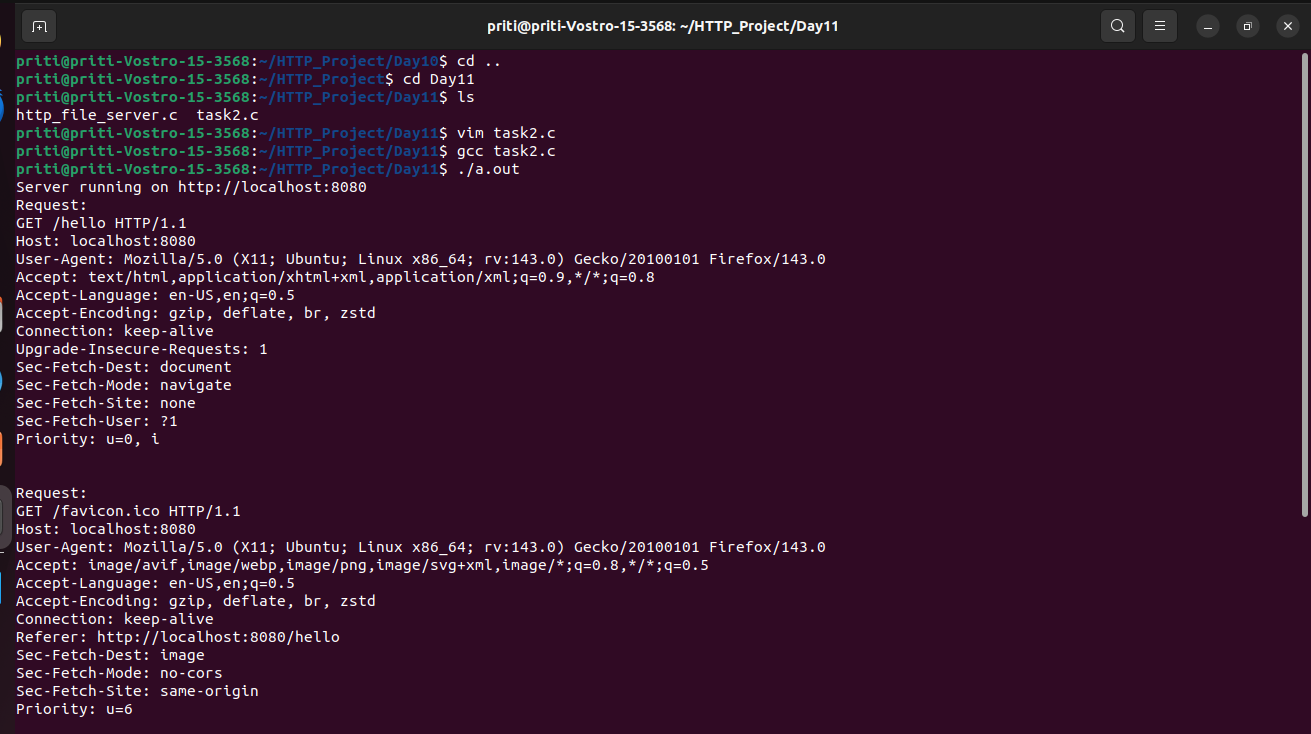 priti@priti-Vostro-15-3568: ~/HTTP_Project/Day11
priti@priti-Vostro-15-3568:~/HTTP_Project/Day10$ cd ..
priti@priti-Vostro-15-3568:~/HTTP_Project$ cd Day11
priti@priti-Vostro-15-3568:~/HTTP_Project/Day11$ ls
http_file_server.c  task2.c
priti@priti-Vostro-15-3568:~/HTTP_Project/Day11$ vim task2.c
priti@priti-Vostro-15-3568:~/HTTP_Project/Day11$ gcc task2.c
priti@priti-Vostro-15-3568:~/HTTP_Project/Day11$ ./a.out
Server running on http://localhost:8080
Request:
GET /hello HTTP/1.1
Host: localhost:8080
User-Agent: Mozilla/5.0 (X11; Ubuntu; Linux x86_64; rv:143.0) Gecko/20100101 Firefox/143.0
Accept: text/html,application/xhtml+xml,application/xml;q=0.9,*/*;q=0.8
Accept-Language: en-US,en;q=0.5
Accept-Encoding: gzip, deflate, br, zstd
Connection: keep-alive
Upgrade-Insecure-Requests: 1
Sec-Fetch-Dest: document
Sec-Fetch-Mode: navigate
Sec-Fetch-Site: none
Sec-Fetch-User: ?1
Priority: u=0, i
Request:
GET /favicon.ico HTTP/1.1
Host: localhost:8080
User-Agent: Mozilla/5.0 (X11; Ubuntu; Linux x86_64; rv:143.0) Gecko/20100101 Firefox/143.0
Accept: image/avif,image/webp,image/png,image/svg+xml,image/*;q=0.8,*/*;q=0.5
Accept-Language: en-US,en;q=0.5
Accept-Encoding: gzip, deflate, br, zstd
Connection: keep-alive
Referer: http://localhost:8080/hello
Sec-Fetch-Dest: image
Sec-Fetch-Mode: no-cors
Sec-Fetch-Site: same-origin
Priority: u=6